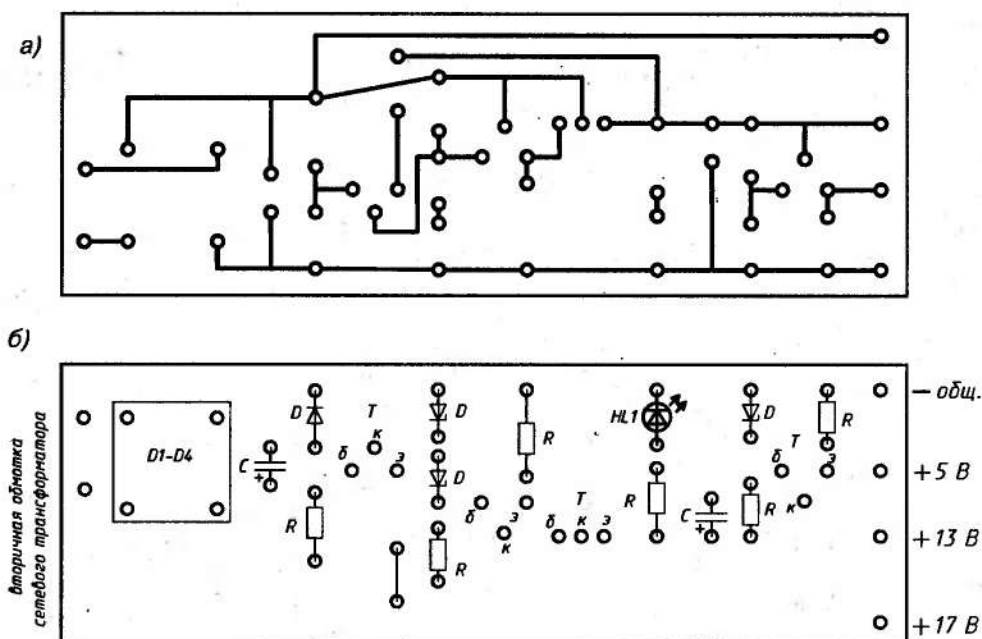 а)
б)
вторичная обмотка
сетевого трансформатора
D1-D4
C
+
D
R
T
б
к
э
D
D
R
R
б
к
э
T
б
к
э
HL1
R
C
+
D
R
T
б
к
э
R
− общ.
+ 5 В
+ 13 В
+ 17 В